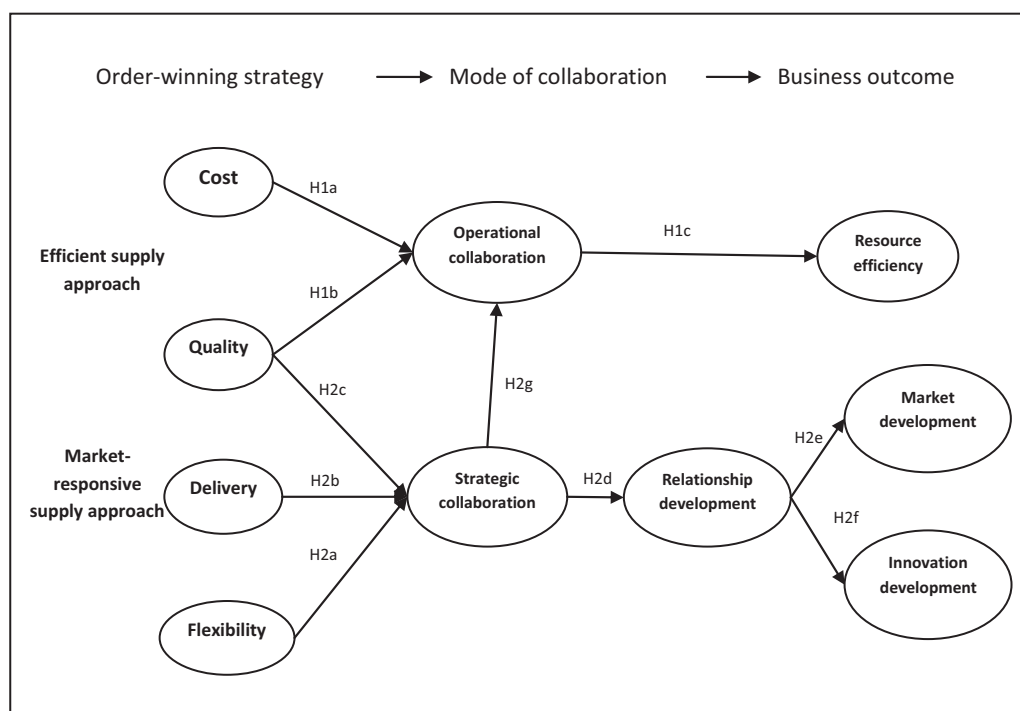 Order-winning strategy Mode of collaboration Business outcome
Cost
H1a
Operational
collaboration
H1c
Resource
efficiency
Efficient supply
approach
H1b
Quality
H2c
H2g
Market
development
Market-
responsive
supply approach
Delivery
H2b
Strategic
collaboration
H2d
Relationship
development
H2e
H2f
H2a
Innovation
development
Flexibility